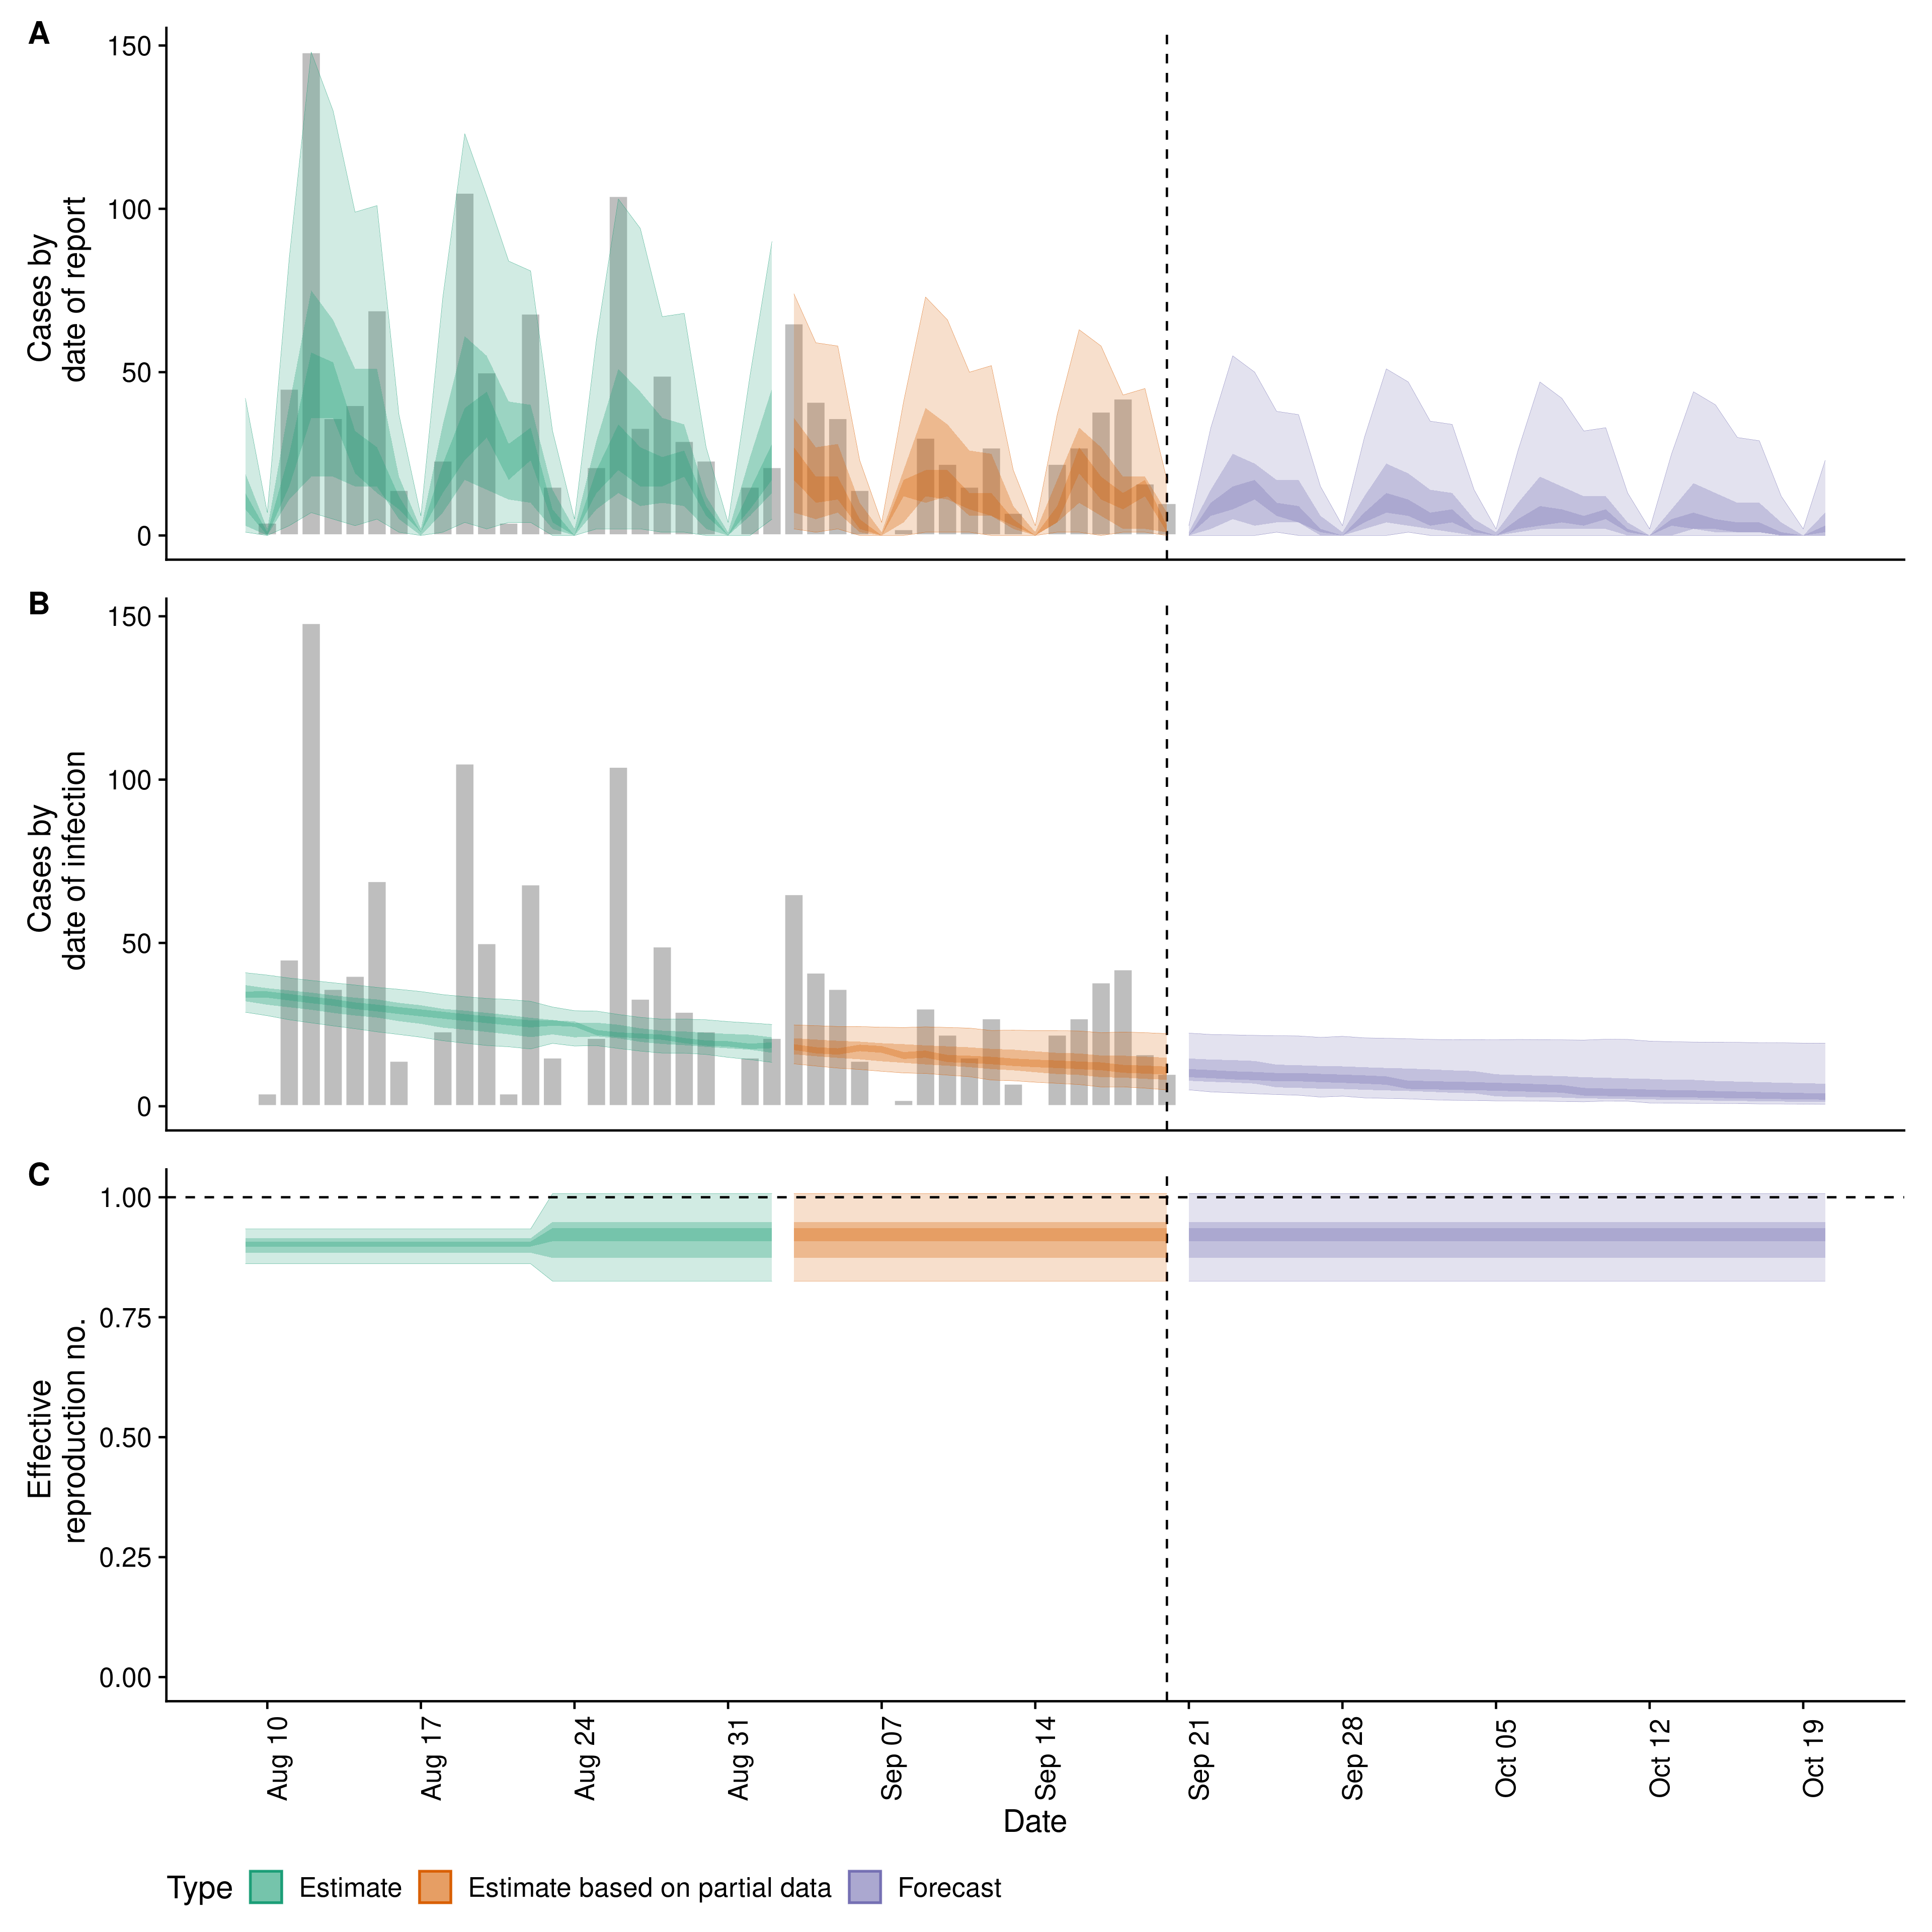 A
150
100
50
0
Cases by
date of report
B
150
100
50
0
Cases by
date of infection
C
1.00
0.75
0.50
0.25
0.00
Effective
reproduction no.
Aug 10
Aug 17
Aug 24
Aug 31
Sep 07
Sep 14
Sep 21
Sep 28
Oct 05
Oct 12
Oct 19
Date
Type Estimate Estimate based on partial data Forecast